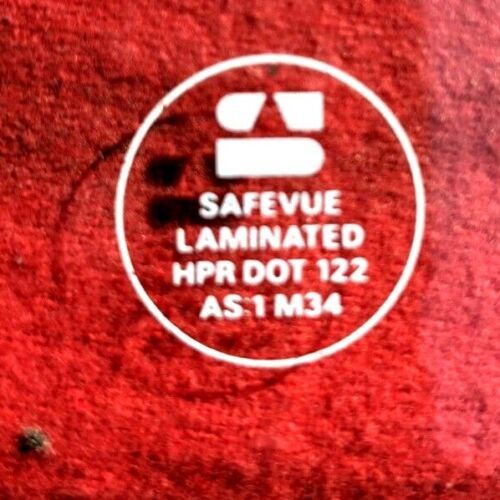 SAFEVUE
LAMINATED
HPR DOT 122
AS 1 M34